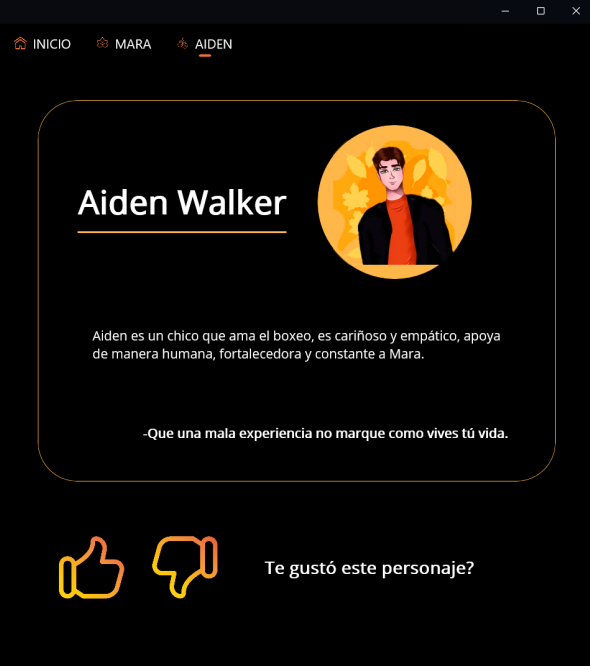 INICIO MARA AIDEN
Aiden Walker
Aiden es un chico que ama el boxeo, es cariñoso y empático, apoya
de manera humana, fortalecedora y constante a Mara.
-Que una mala experiencia no marque como vives tú vida.
Te gustó este personaje?